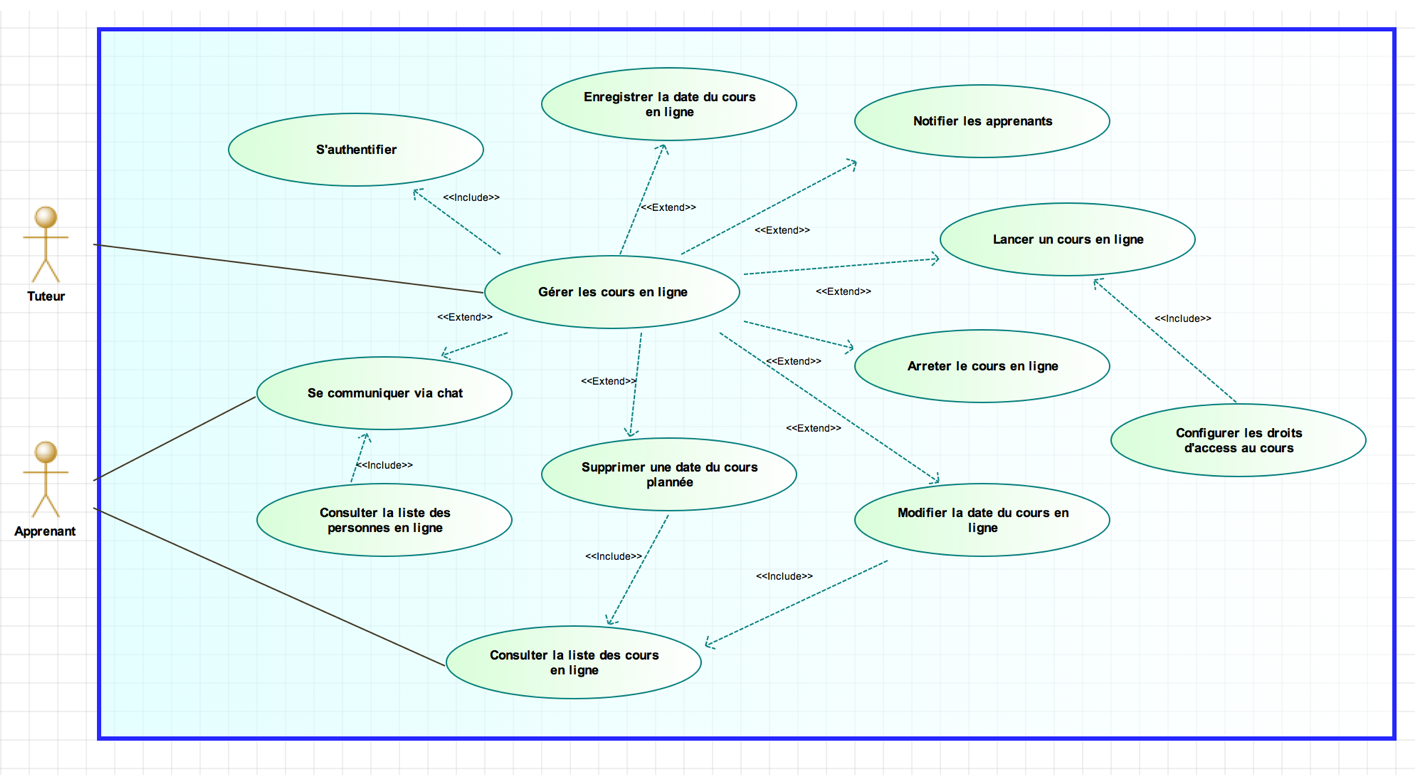 Enregistrer la date du cours
en ligne
Notifier les apprenants
S'authentifier
<<Include>>
<<Extend>>
<<Extend>>
Lancer un cours en ligne
Tuteur
Gérer les cours en ligne
<<Extend>>
<<Extend>>
<<Include>>
<<Extend>>
Arreter le cours en ligne
<<Extend>>
Se communiquer via chat
<<Extend>>
Configurer les droits
d'access au cours
<<Include>>
Supprimer une date du cours
plannée
Apprenant
Consulter la liste des
personnes en ligne
Modifier la date du cours en
ligne
<<Include>>
<<Include>>
Consulter la liste des cours
en ligne